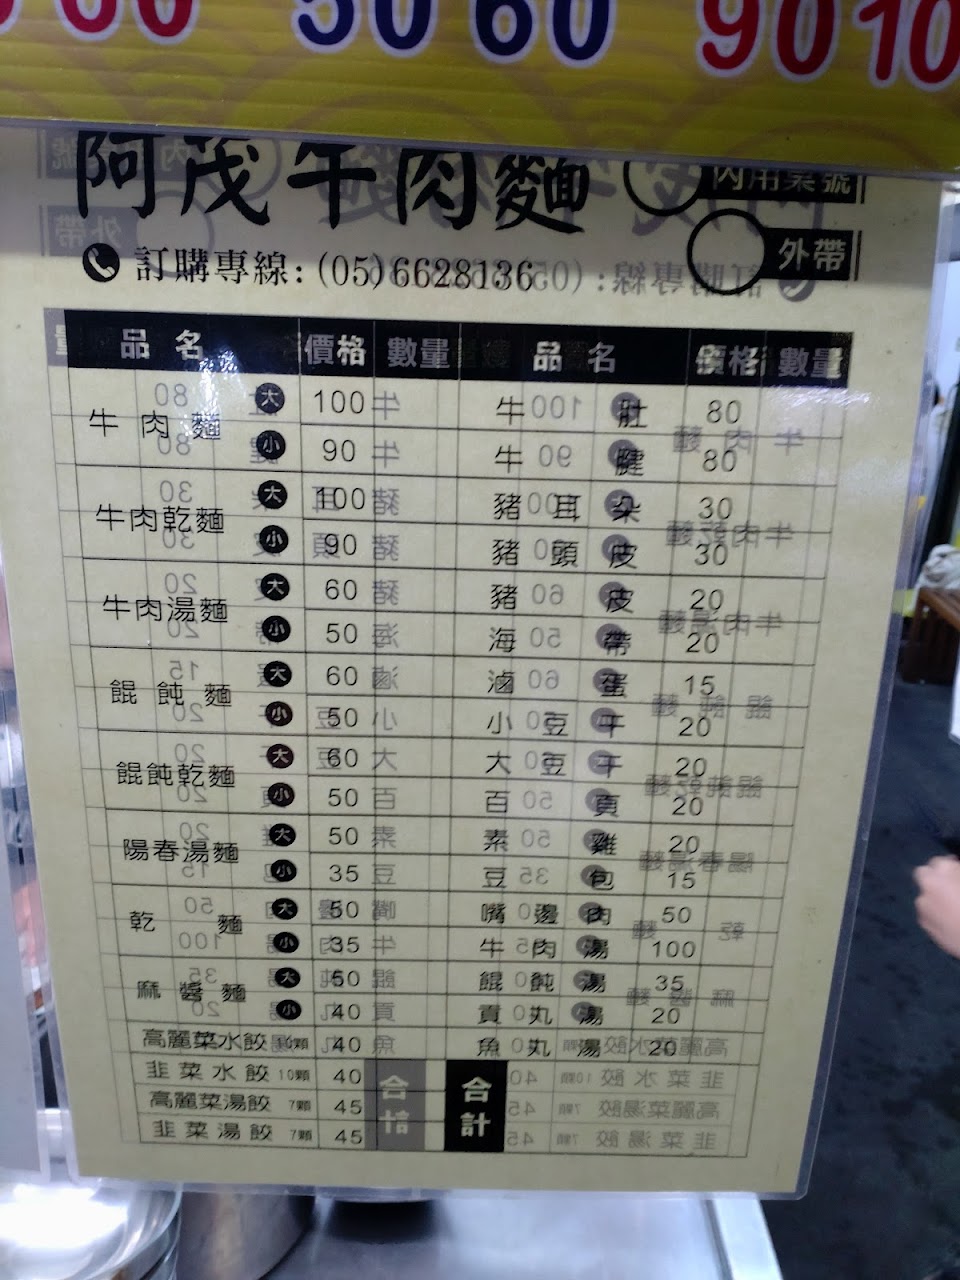 50 60 90 10
阿茂牛肉麵
內用桌號
外帶
訂購專線:(05)6628136
品名 價格 數量 品名 價格 數量
牛肉麵 大 100 牛肚 80
小 90 牛腱 80
牛肉乾麵 大 100 豬耳朵 30
小 90 豬頭皮 30
牛肉湯麵 大 60 豬皮 20
小 50 海帶 20
餛飩麵 大 60 滷蛋 15
小 50 小豆干 20
餛飩乾麵 大 60 大豆干 20
小 50 百頁 20
陽春湯麵 大 50 素雞 20
小 35 豆包 15
乾麵 大 50 嘴邊肉 50
小 35 牛肉湯 100
麻醬麵 大 50 餛飩湯 35
小 40 貢丸湯 20
高麗菜水餃 10顆 40 魚丸湯 20
韭菜水餃 10顆 40 合計
高麗菜湯餃 7顆 45
韭菜湯餃 7顆 45